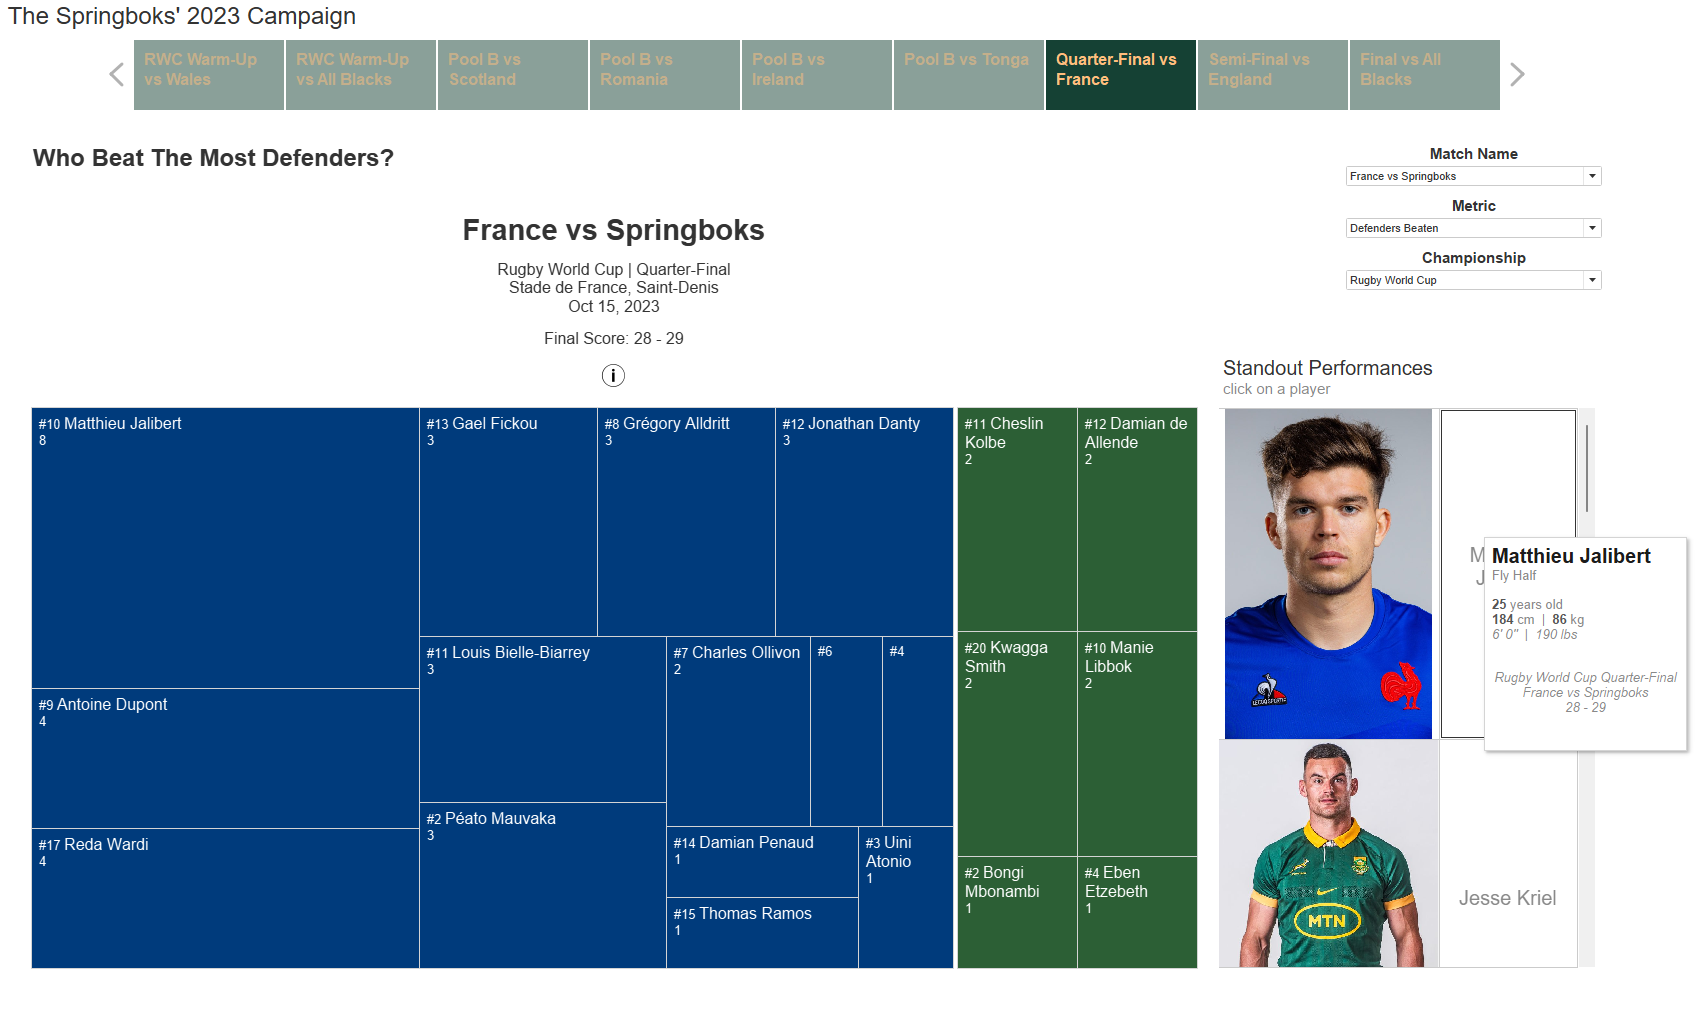 The Springboks' 2023 Campaign
RWC Warm-Up
vs Wales
RWC Warm-Up
vs All Blacks
Pool B vs
Scotland
Pool B vs
Romania
Pool B vs
Ireland
Pool B vs Tonga
Quarter-Final vs
France
Semi-Final vs
England
Final vs All
Blacks
Who Beat The Most Defenders?
Match Name
France vs Springboks
Metric
Defenders Beaten
Championship
Rugby World Cup
France vs Springboks
Rugby World Cup | Quarter-Final
Stade de France, Saint-Denis
Oct 15, 2023
Final Score: 28 - 29
i
Standout Performances
click on a player
#10 Matthieu Jalibert
8
#9 Antoine Dupont
4
#17 Reda Wardi
4
#13 Gael Fickou
3
#8 Grégory Alldritt
3
#12 Jonathan Danty
3
#11 Louis Bielle-Biarrey
3
#2 Péato Mauvaka
3
#7 Charles Ollivon
2
#6
#4
#14 Damian Penaud
1
#15 Thomas Ramos
1
#3 Uini
Atonio
1
#11 Cheslin
Kolbe
2
#12 Damian de
Allende
2
#20 Kwagga
Smith
2
#10 Manie
Libbok
2
#2 Bongi
Mbonambi
1
#4 Eben
Etzebeth
1
M
J
Matthieu Jalibert
Fly Half
25 years old
184 cm | 86 kg
6' 0" | 190 lbs
Rugby World Cup Quarter-Final
France vs Springboks
28 - 29
MTN
Jesse Kriel